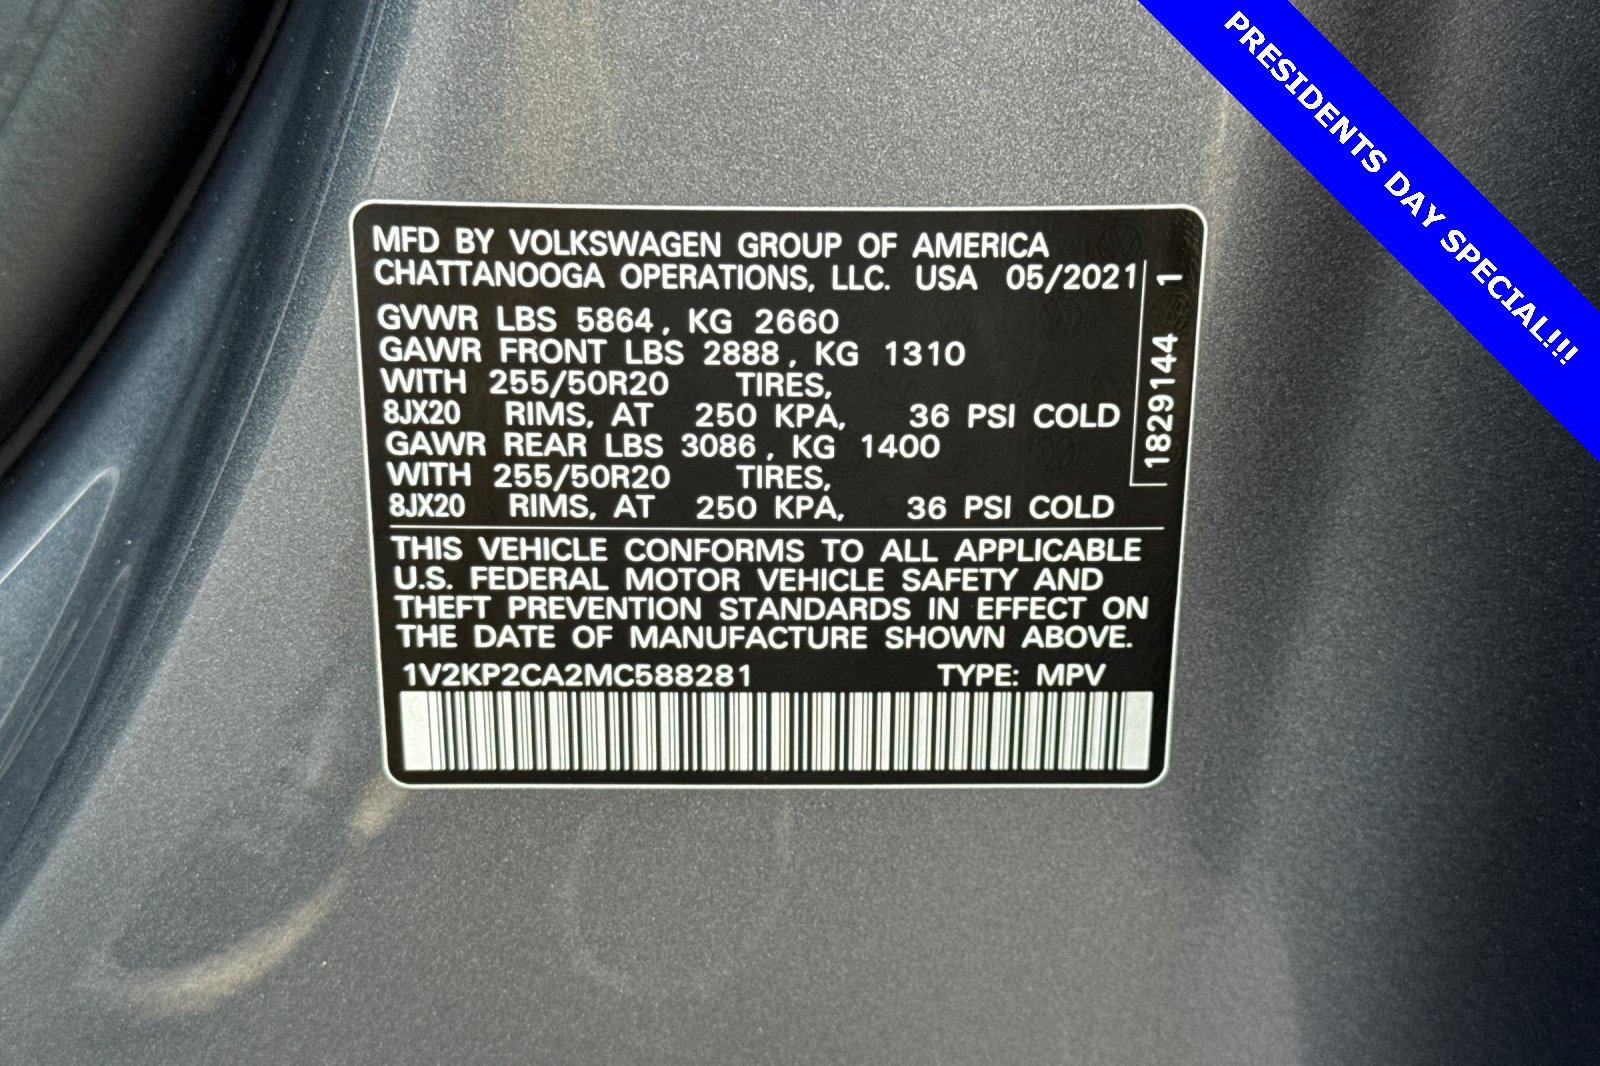 PRESIDENTS DAY SPECIAL!!!
MFD BY VOLKSWAGEN GROUP OF AMERICA
CHATTANOOGA OPERATIONS, LLC. USA 05/2021
GVWR LBS 5864, KG 2660
GAWR FRONT LBS 2888, KG 1310
WITH 255/50R20 TIRES,
8JX20 RIMS, AT 250 KPA, 36 PSI COLD
GAWR REAR LBS 3086, KG 1400
WITH 255/50R20 TIRES,
8JX20 RIMS, AT 250 KPA, 36 PSI COLD
1829144 1
THIS VEHICLE CONFORMS TO ALL APPLICABLE
U.S. FEDERAL MOTOR VEHICLE SAFETY AND
THEFT PREVENTION STANDARDS IN EFFECT ON
THE DATE OF MANUFACTURE SHOWN ABOVE.
1V2KP2CA2MC588281 TYPE: MPV